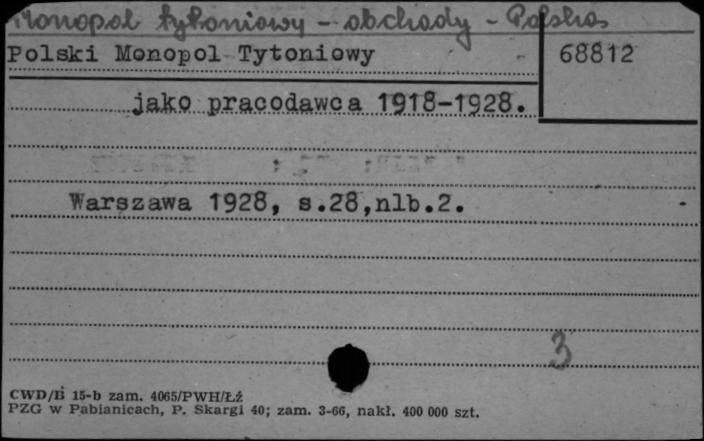 Monopol tytoniowy - obchody - Polska
Polski Monopol Tytoniowy 68812
jako pracodawca 1918-1928.
Warszawa 1928, s.28,nlb.2.
3
CWD/B 15-b zam. 4065/PWH/Łź
PZG w Pabianicach, P. Skargi 40; zam. 3-66, nakł. 400 000 szt.